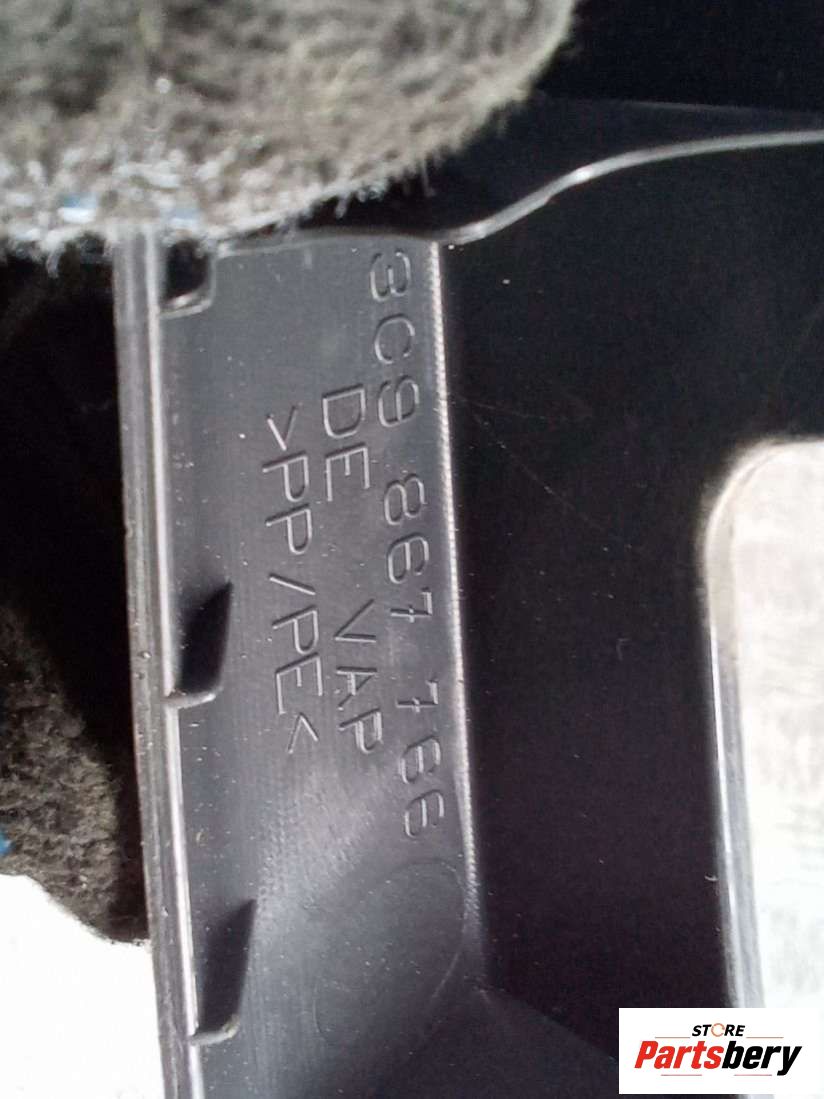 3C9 867 766
DE VAP
>PP/PE<
STORE
Partsbery